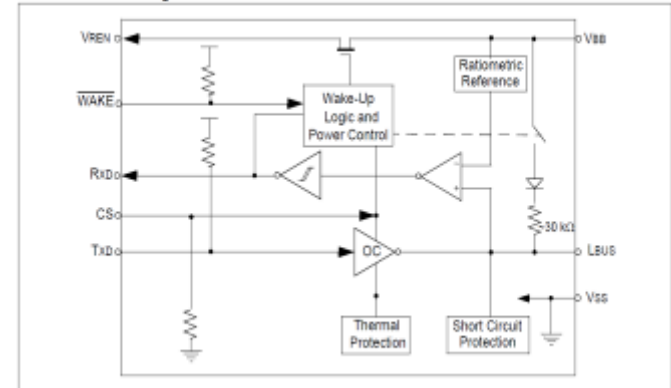 VREN
VBB
Ratiometric
Reference
WAKE
Wake-Up
Logic and
Power Control
RXD
CS
~30 kΩ
TXD
OC
LBUS
VSS
Thermal
Protection
Short Circuit
Protection